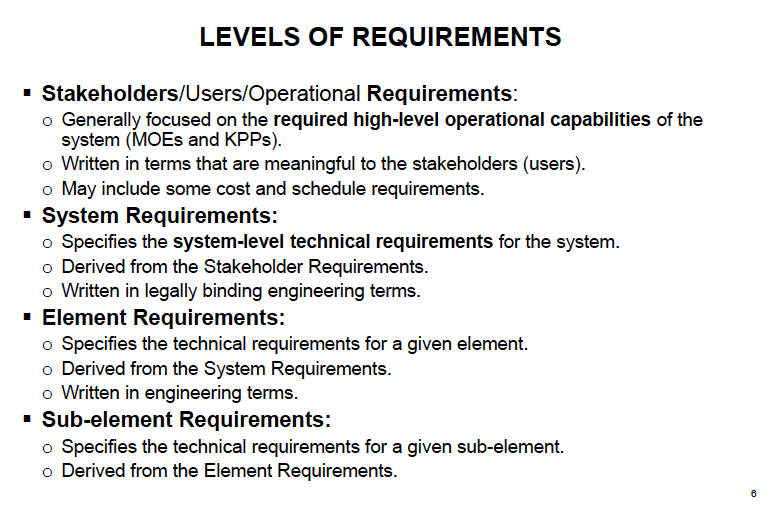 LEVELS OF REQUIREMENTS
▪ Stakeholders/Users/Operational Requirements:
o Generally focused on the required high-level operational capabilities of the
system (MOEs and KPPs).
o Written in terms that are meaningful to the stakeholders (users).
o May include some cost and schedule requirements.
▪ System Requirements:
o Specifies the system-level technical requirements for the system.
o Derived from the Stakeholder Requirements.
o Written in legally binding engineering terms.
▪ Element Requirements:
o Specifies the technical requirements for a given element.
o Derived from the System Requirements.
o Written in engineering terms.
▪ Sub-element Requirements:
o Specifies the technical requirements for a given sub-element.
o Derived from the Element Requirements.
6